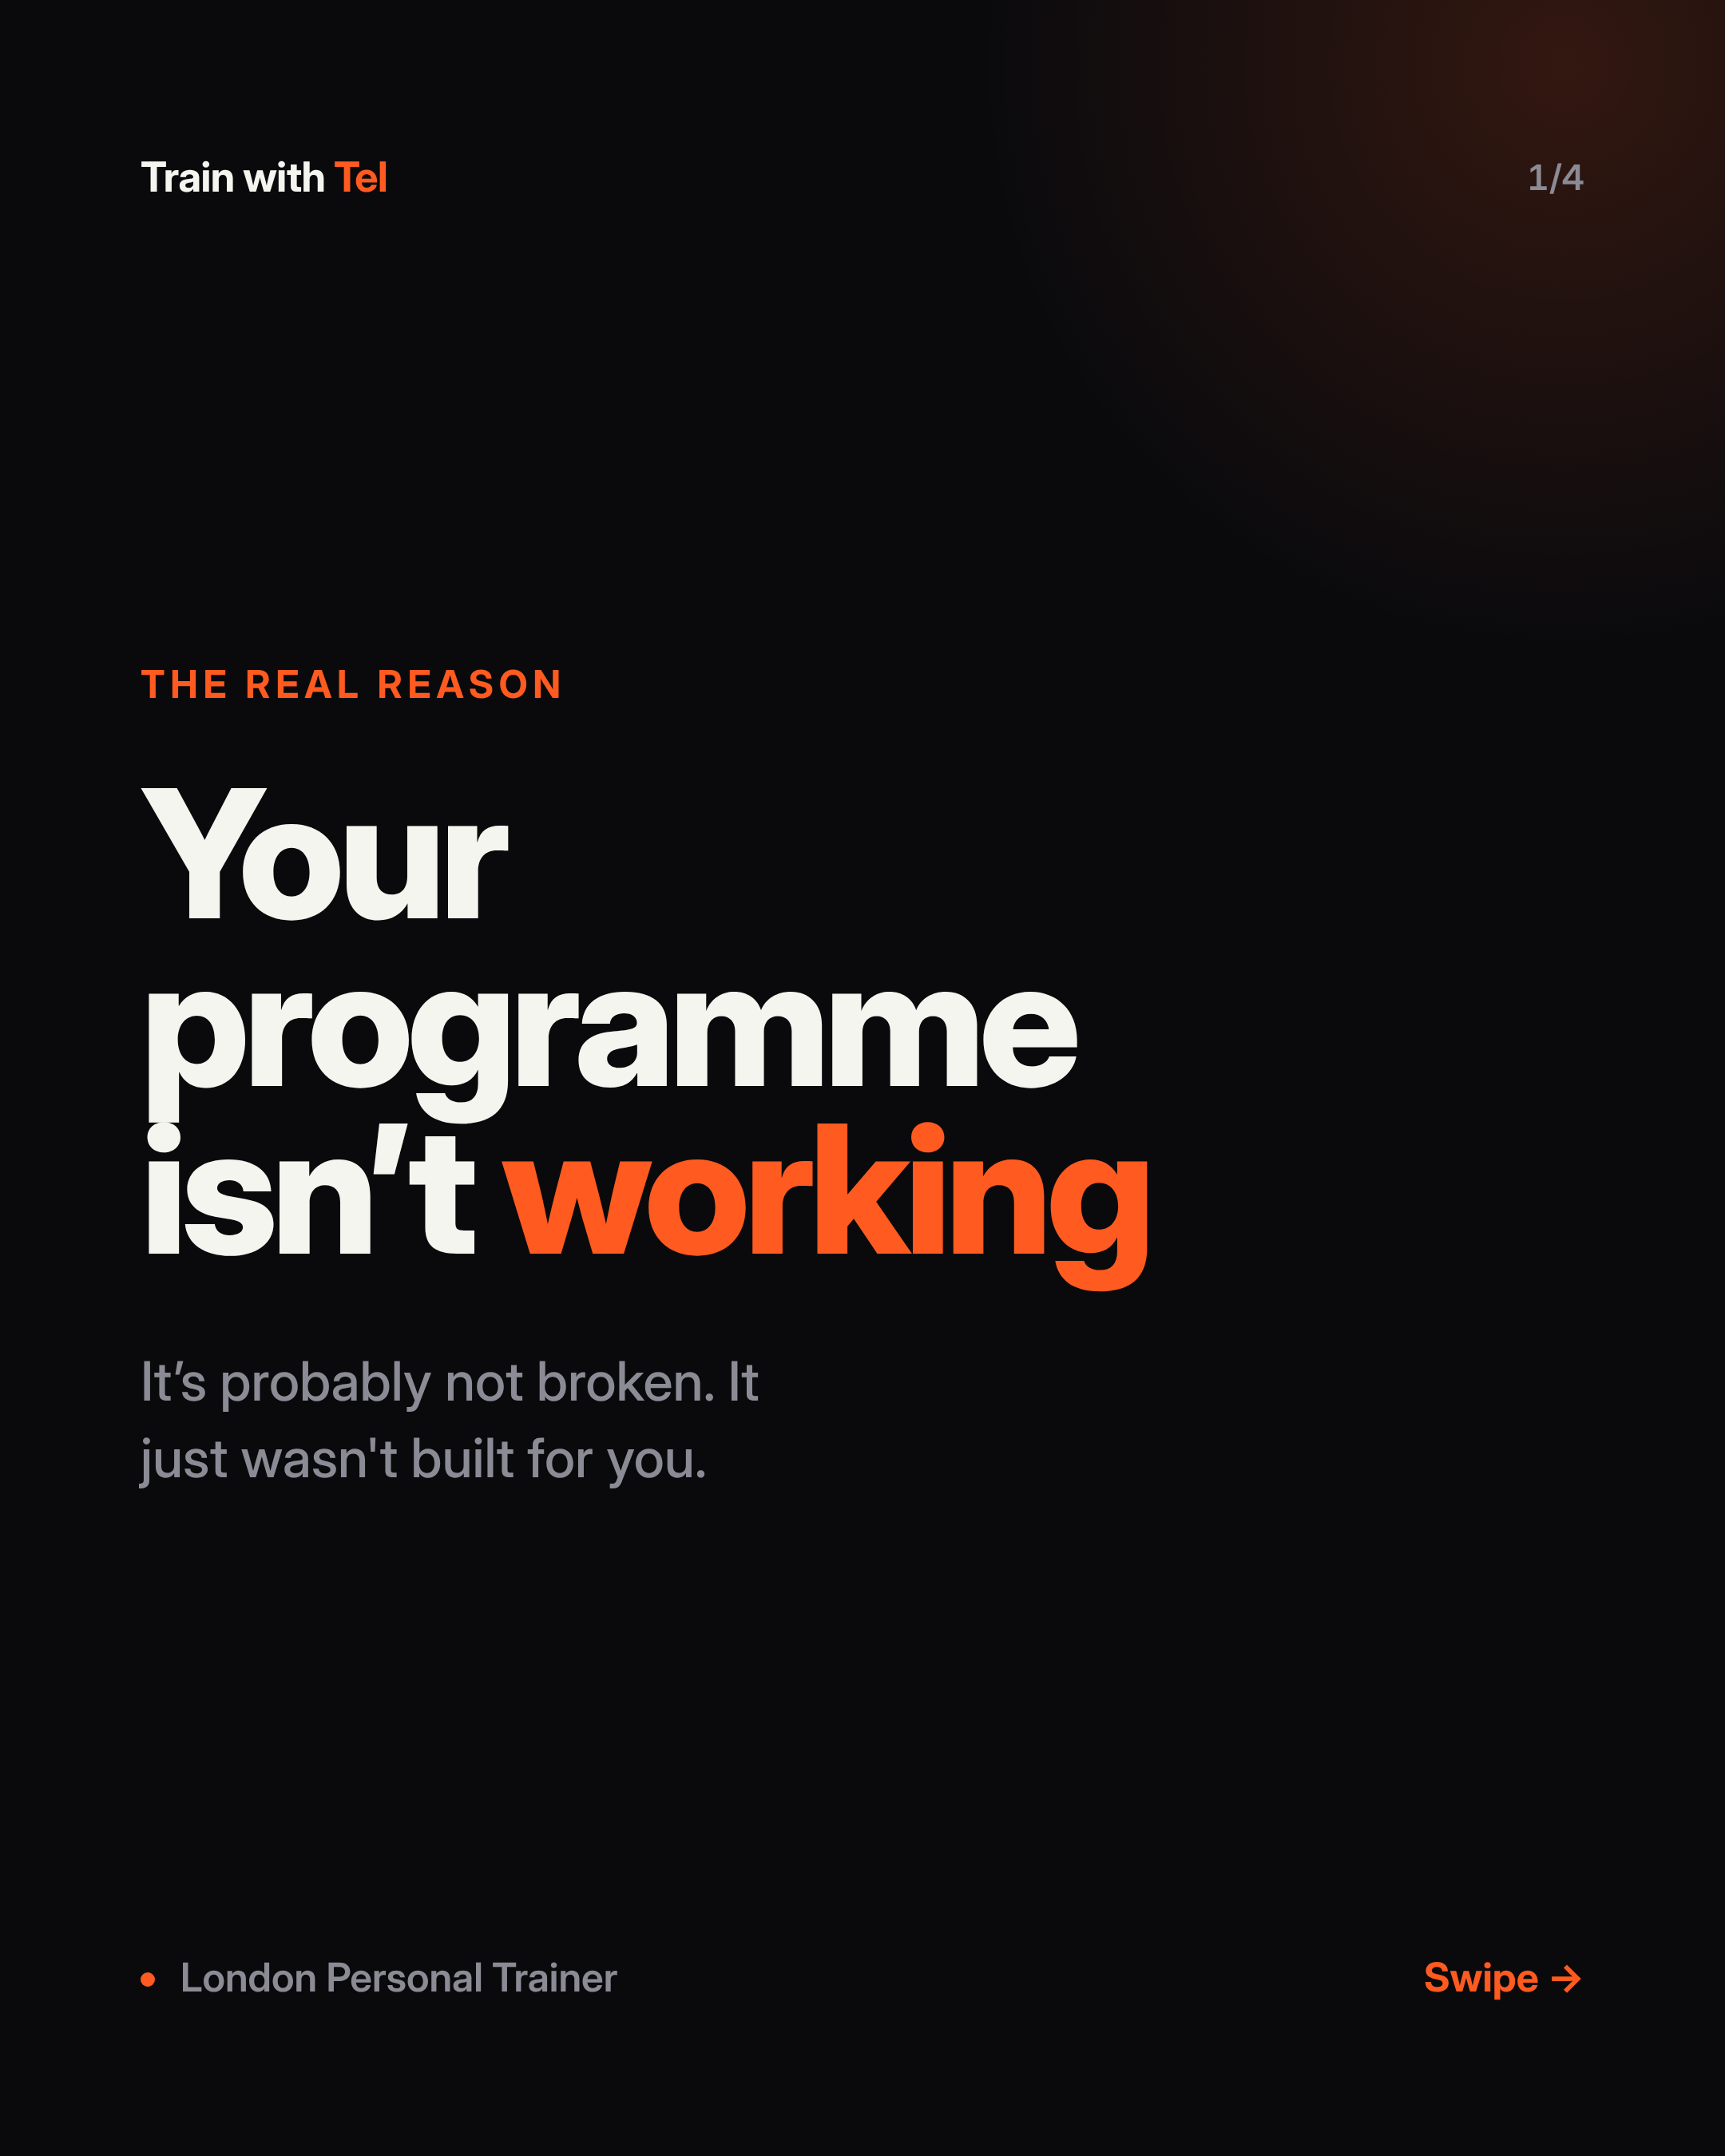 Train with Tel
1/4
THE REAL REASON
Your
programme
isn’t working
It’s probably not broken. It
just wasn't built for you.
London Personal Trainer
Swipe →